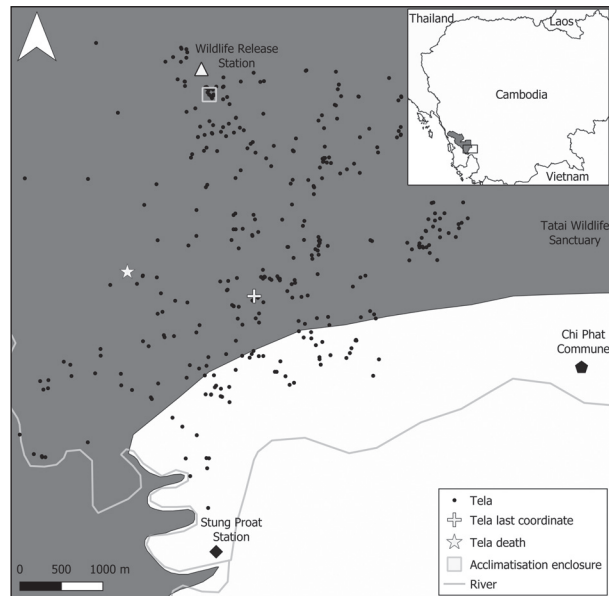 Thailand
Laos
Cambodia
Vietnam
Wildlife Release
Station
Tatai Wildlife
Sanctuary
Chi Phat
Commune
Stung Proat
Station
Tela
Tela last coordinate
Tela death
Acclimatisation enclosure
River
0 500 1000 m